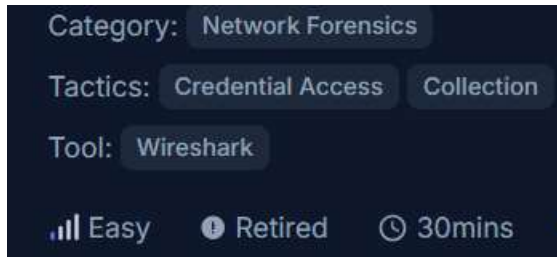 Category: Network Forensics
Tactics: Credential Access Collection
Tool: Wireshark
Easy Retired 30mins